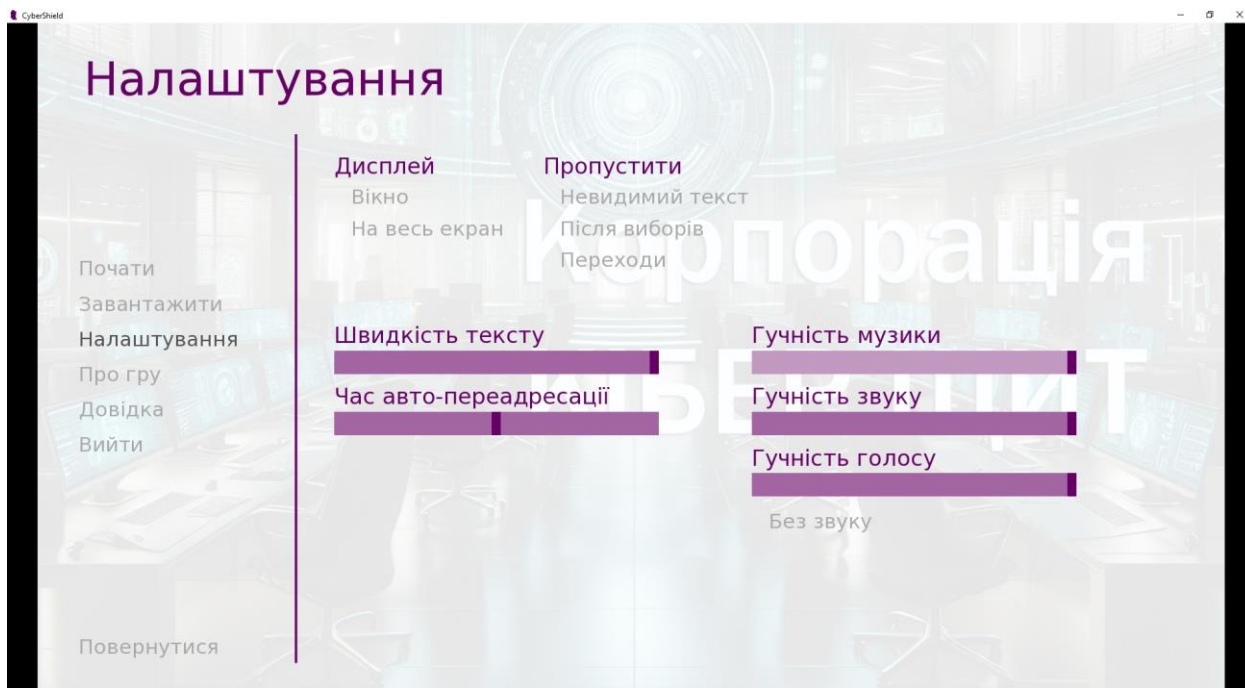 CyberShield
Налаштування
Почати
Завантажити
Налаштування
Про гру
Довідка
Вийти
Повернутися
Дисплей
Вікно
На весь екран
Пропустити
Невидимий текст
Після виборів
Переходи
Швидкість тексту
Час авто-переадресації
Гучність музики
Гучність звуку
Гучність голосу
Без звуку
Корпорація
КІБЕРЩИТ